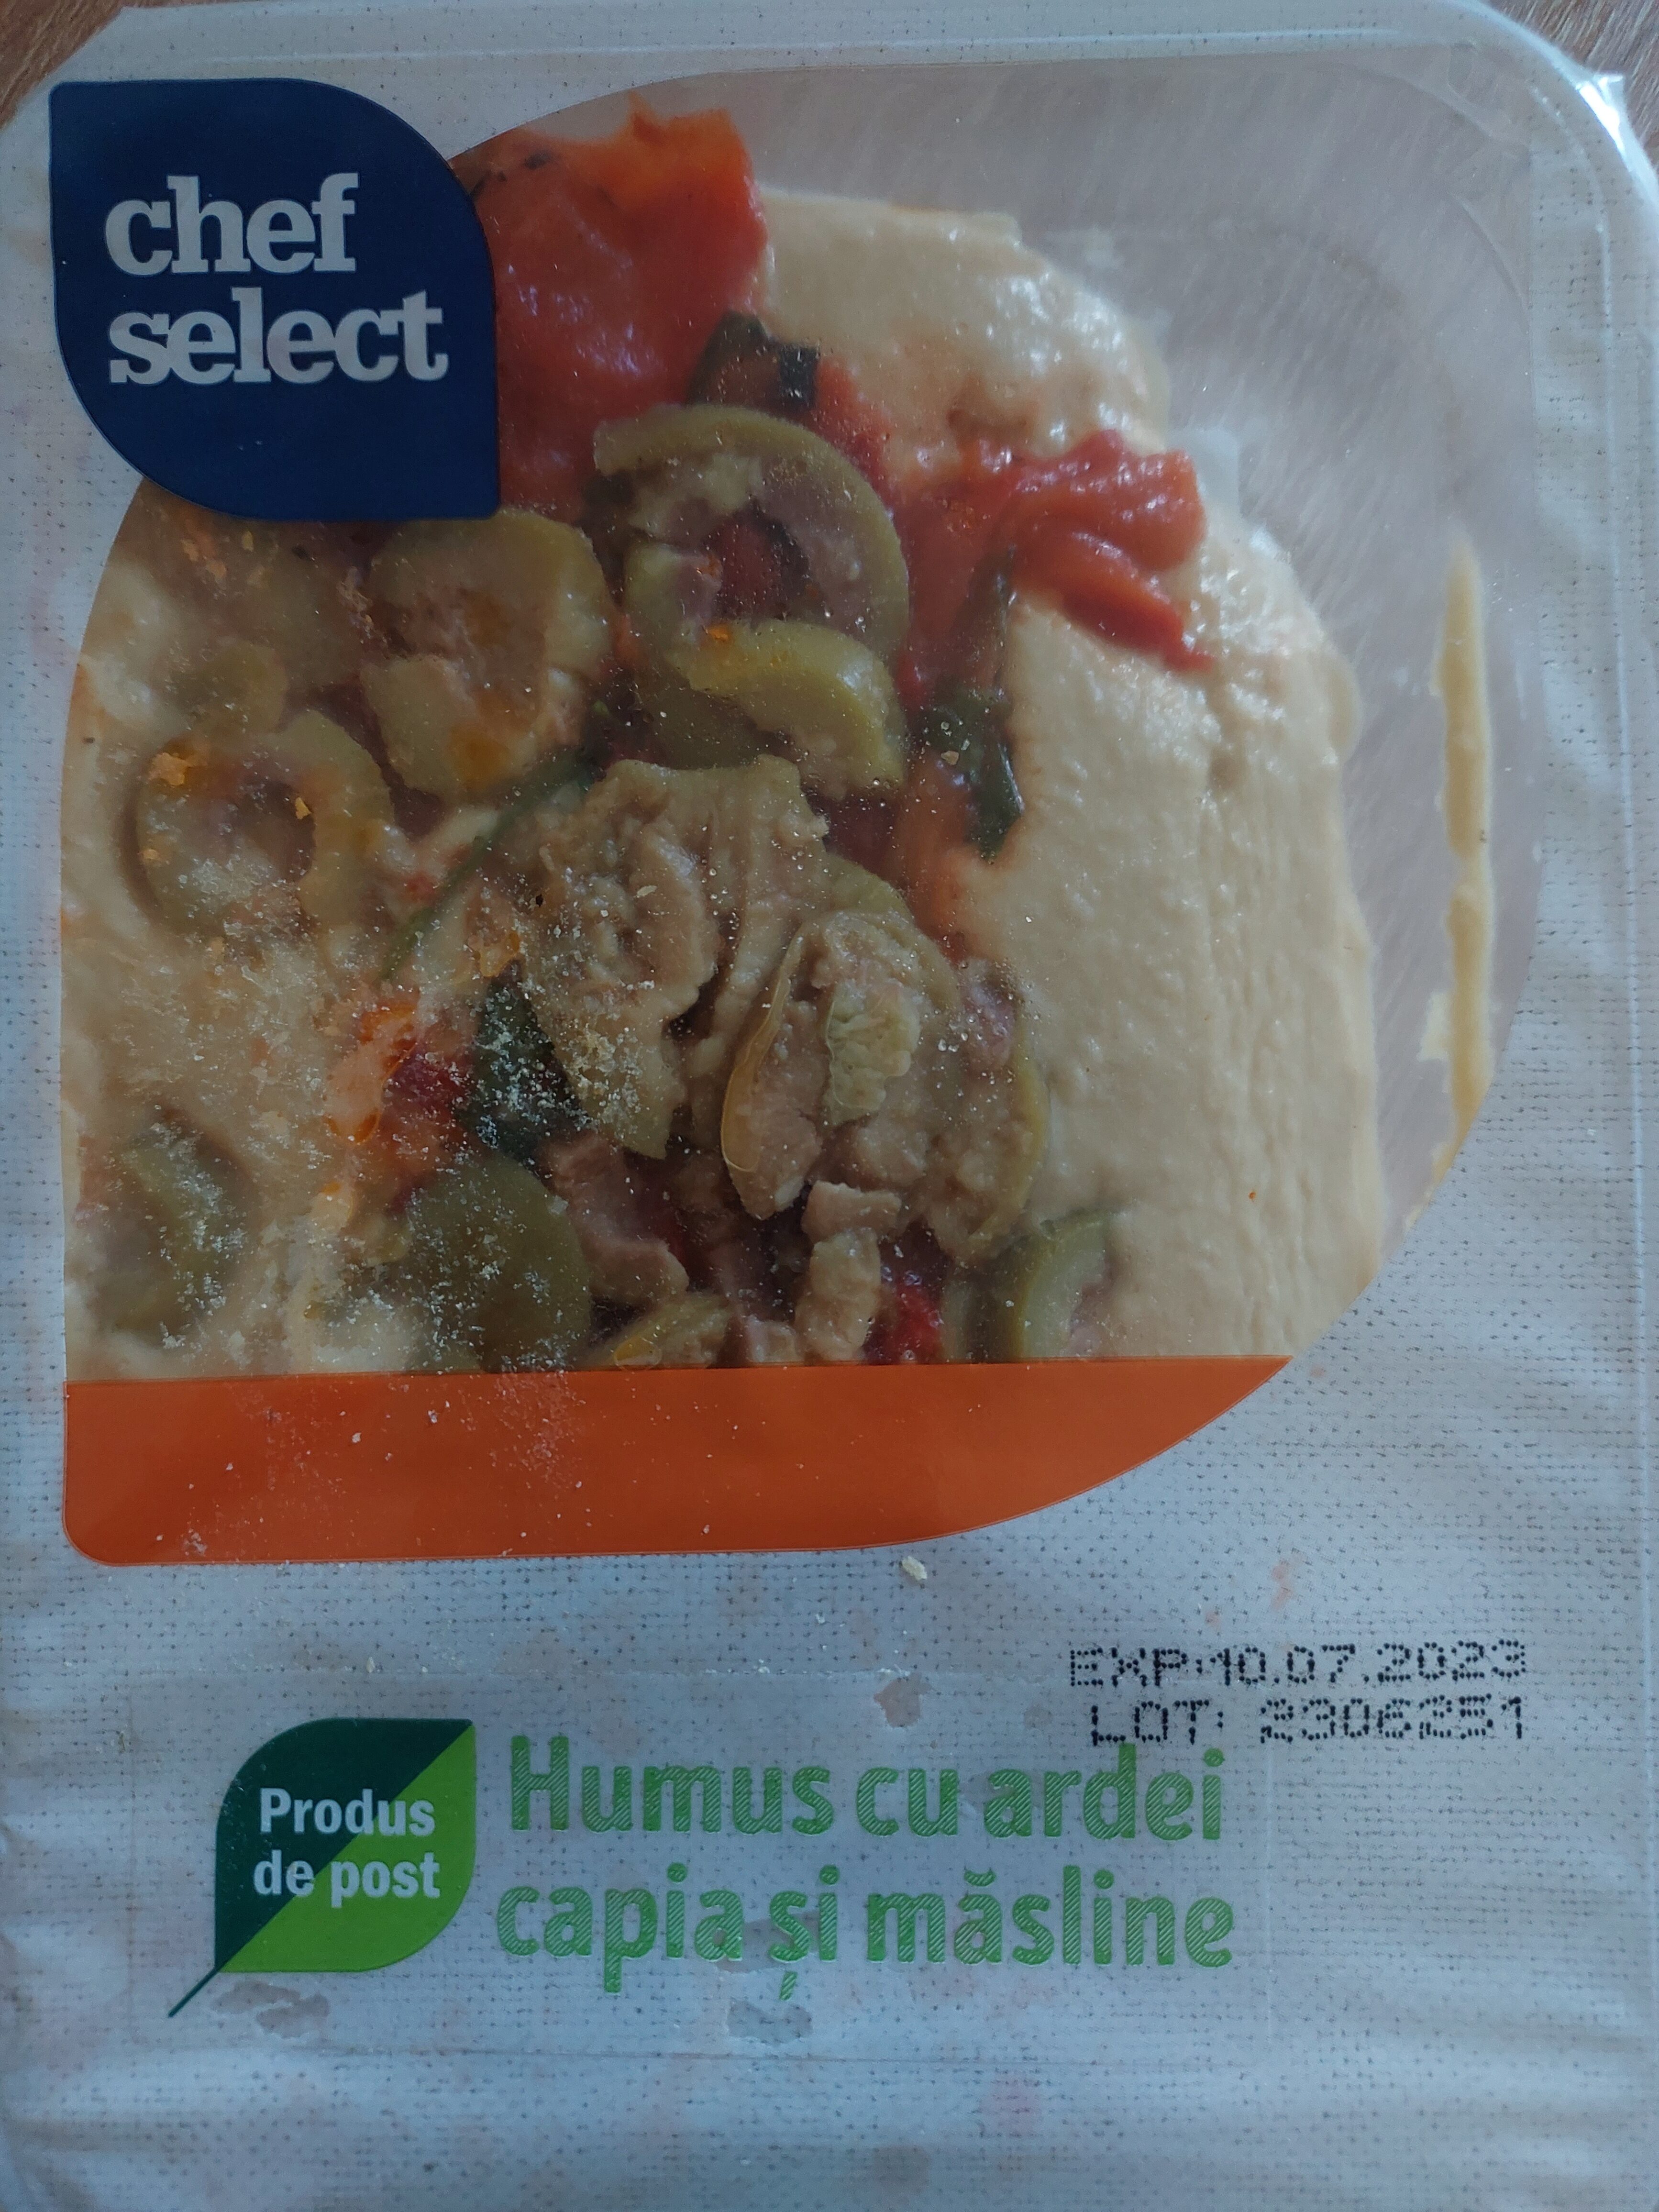 chef
select
EXP:10.07.2023
LOT: 2306251
Produs
de post
Humus cu ardei
capia și măsline